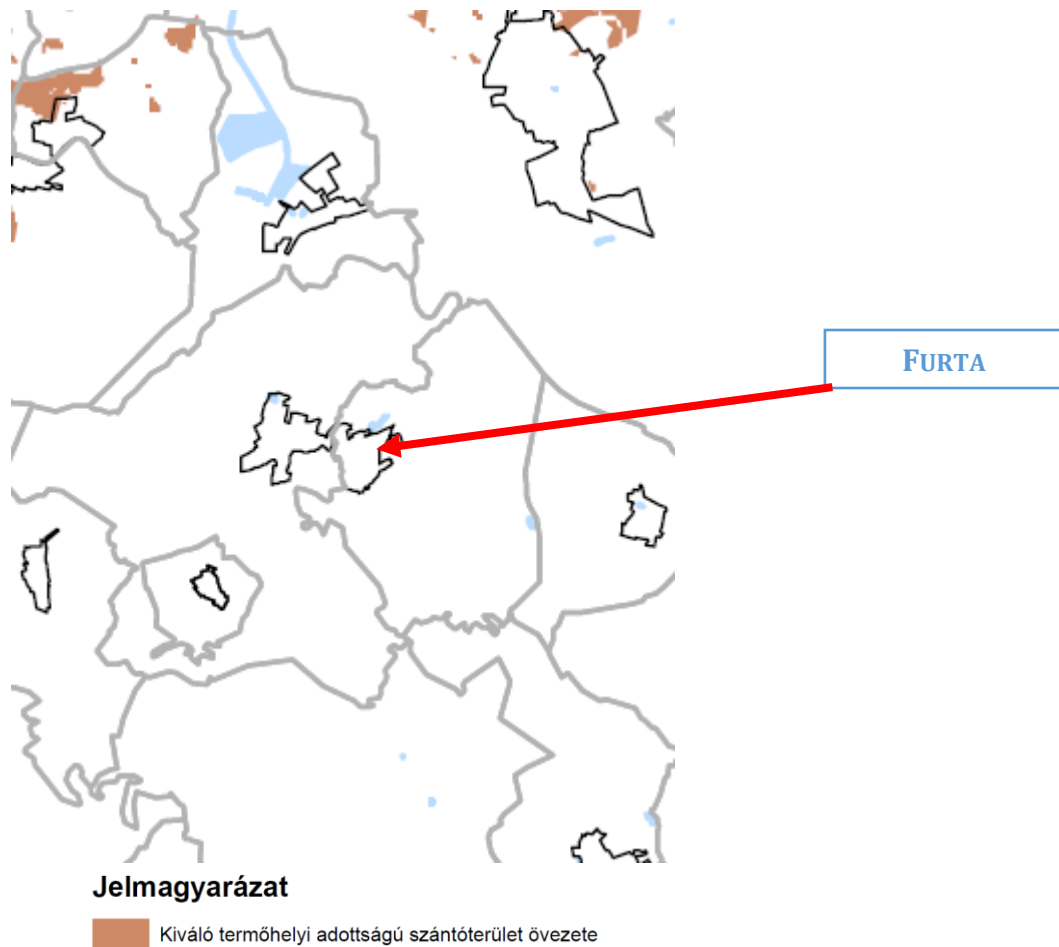 FURTA
Jelmagyarázat
Kiváló termőhelyi adottságú szántóterület övezete